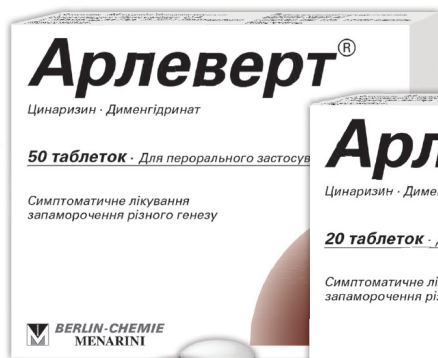 Арлеверт®
Цинаризин · Дименгідринат
50 таблеток · Для перорального застосув
Симптоматичне лікування
запаморочення різного генезу
BERLIN-CHEMIE
MENARINI
Арл
Цинаризин · Диме
20 таблеток ·
Симптоматичне лі
запаморочення рі